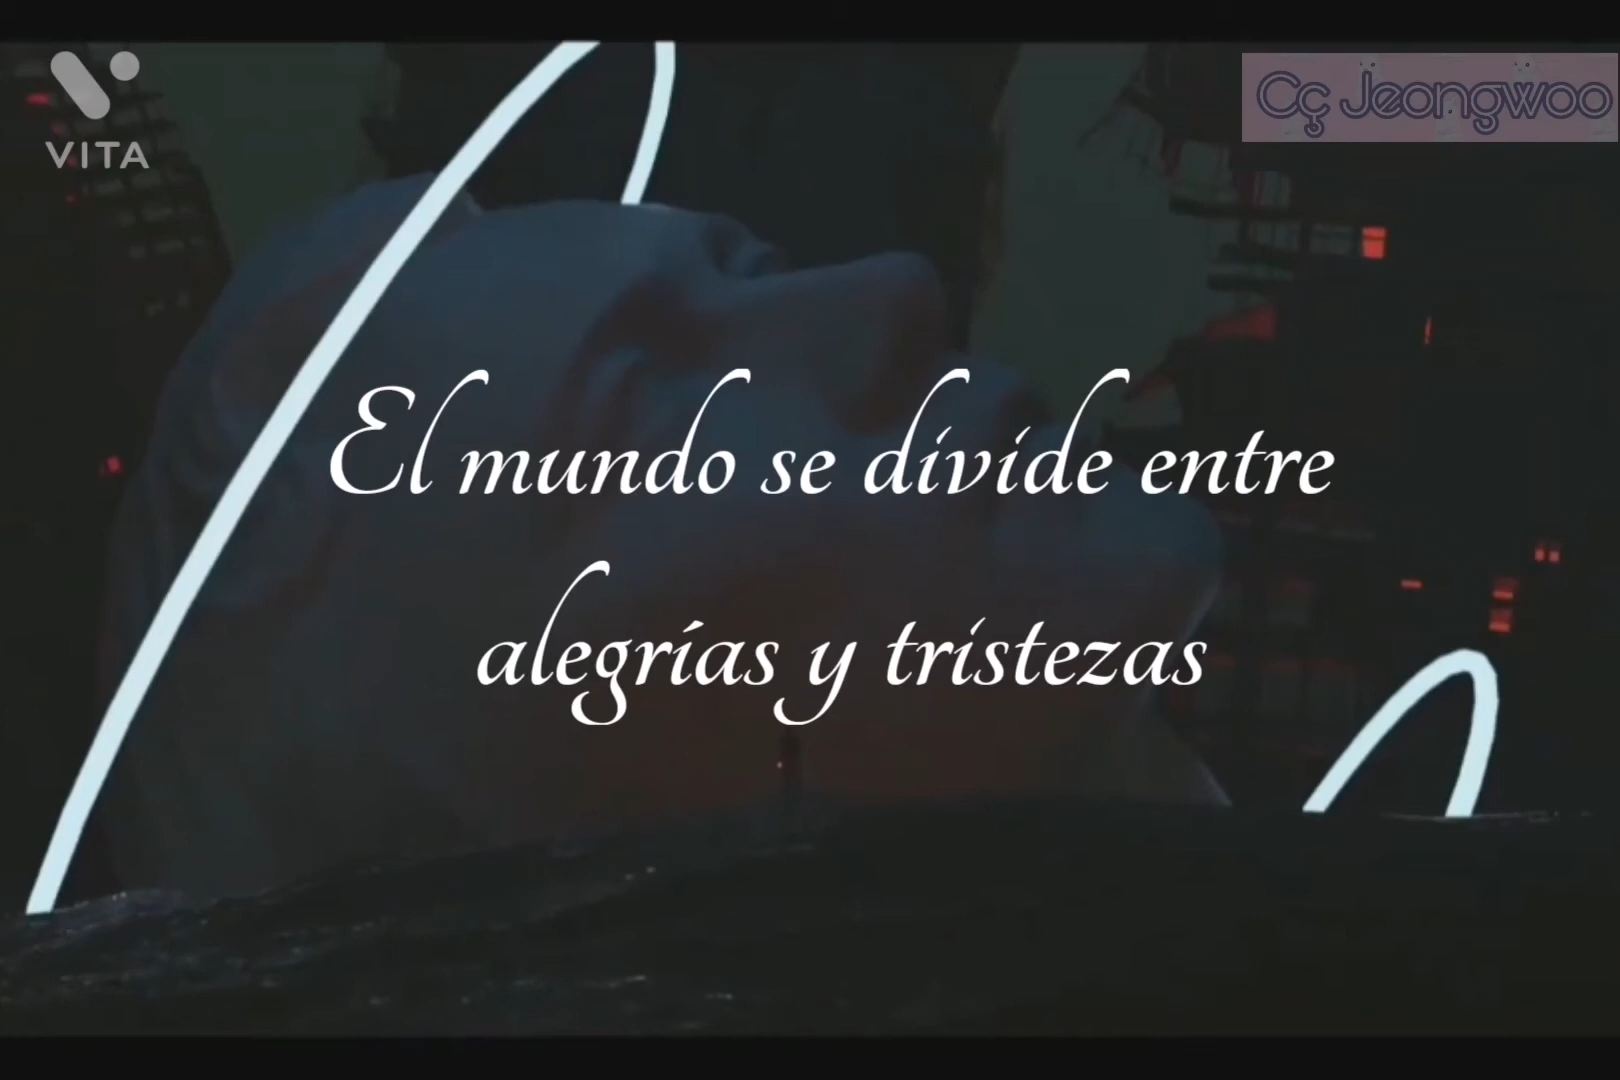 VITA
Cç Jeongwoo
El mundo se divide entre
alegrías y tristezas